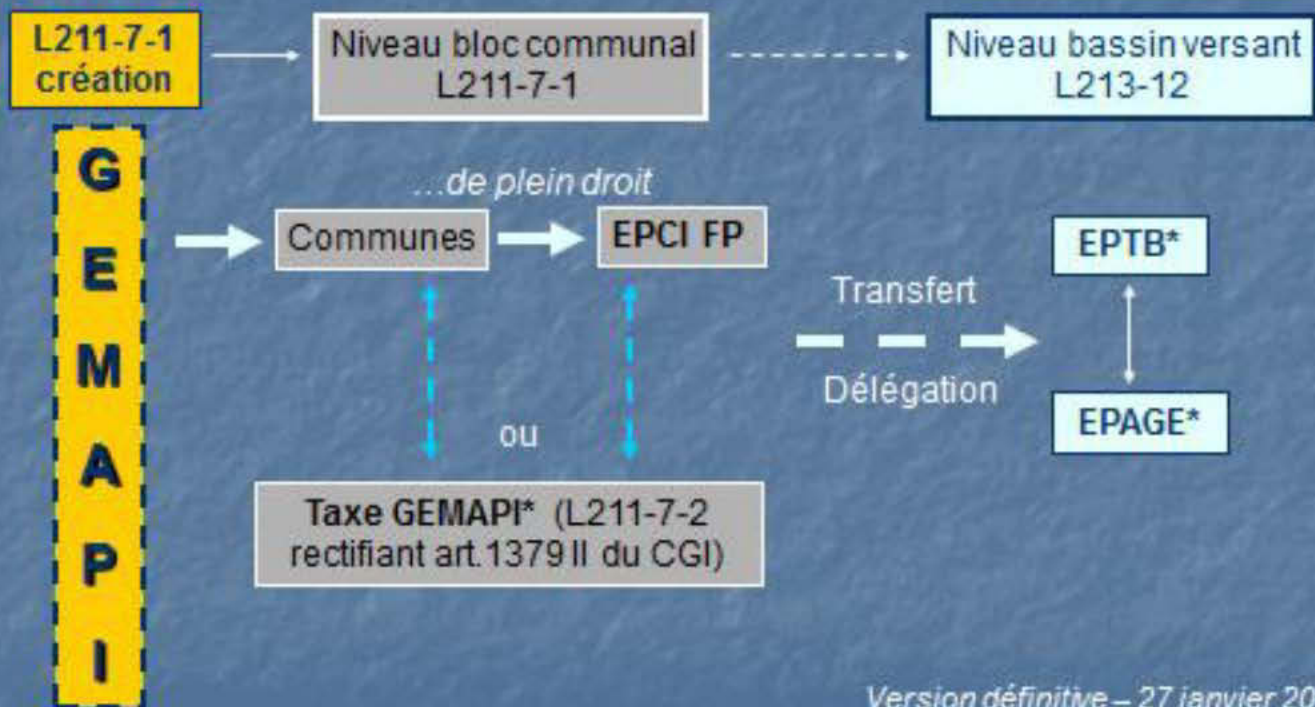 L211-7-1
création
Niveau bloc communal
L211-7-1
Niveau bassin versant
L213-12
G
E
M
A
P
I
...de plein droit
Communes
EPCI FP
Transfert
Délégation
EPTB*
EPAGE*
ou
Taxe GEMAPI* (L211-7-2
rectifiant art.1379 II du CGI)
Version définitive – 27 janvier 20